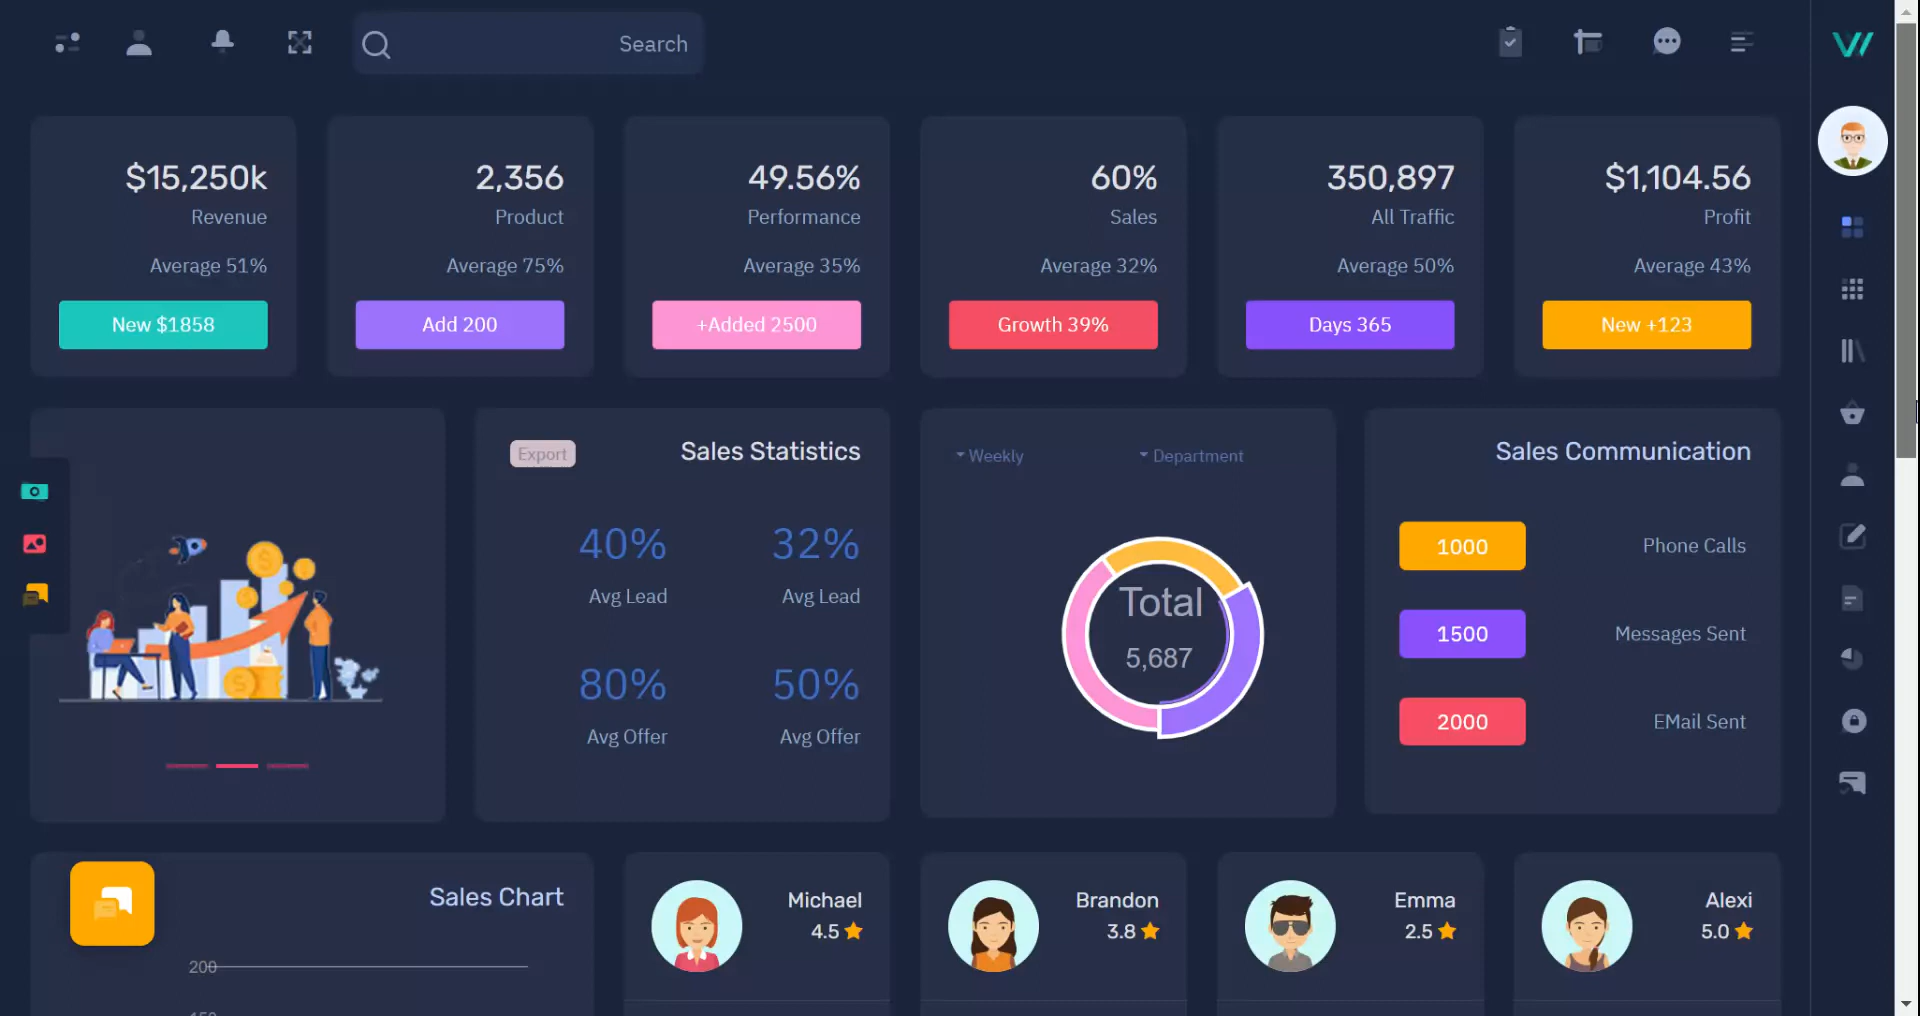 Search
$15,250k
Revenue
Average 51%
New $1858
2,356
Product
Average 75%
Add 200
49.56%
Performance
Average 35%
+Added 2500
60%
Sales
Average 32%
Growth 39%
350,897
All Traffic
Average 50%
Days 365
$1,104.56
Profit
Average 43%
New +123
Export
Sales Statistics
40%
32%
Avg Lead
Avg Lead
80%
50%
Avg Offer
Avg Offer
Weekly
Department
Total
5,687
Sales Communication
1000
Phone Calls
1500
Messages Sent
2000
EMail Sent
Sales Chart
200
Michael
4.5
Brandon
3.8
Emma
2.5
Alexi
5.0